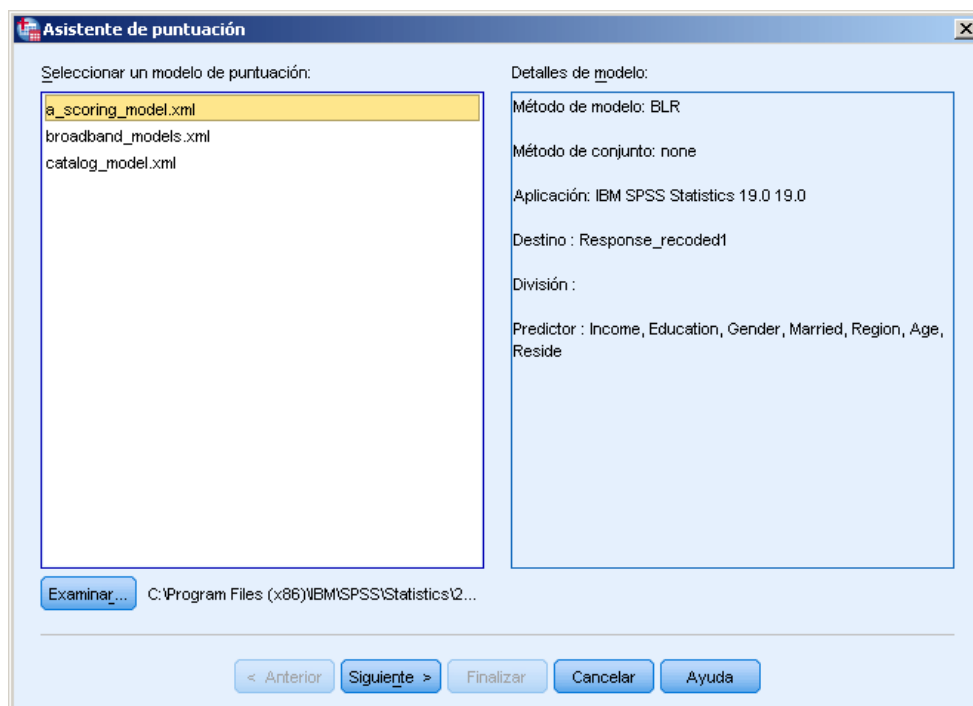 Asistente de puntuación
Seleccionar un modelo de puntuación:
a_scoring_model.xml
broadband_models.xml
catalog_model.xml
Detalles de modelo:
Método de modelo: BLR
Método de conjunto: none
Aplicación: IBM SPSS Statistics 19.0 19.0
Destino : Response_recoded1
División :
Predictor : Income, Education, Gender, Married, Region, Age,
Reside
Examinar... C:\Program Files (x86)\IBM\SPSS\Statistics\2...
< Anterior Siguiente > Finalizar Cancelar Ayuda